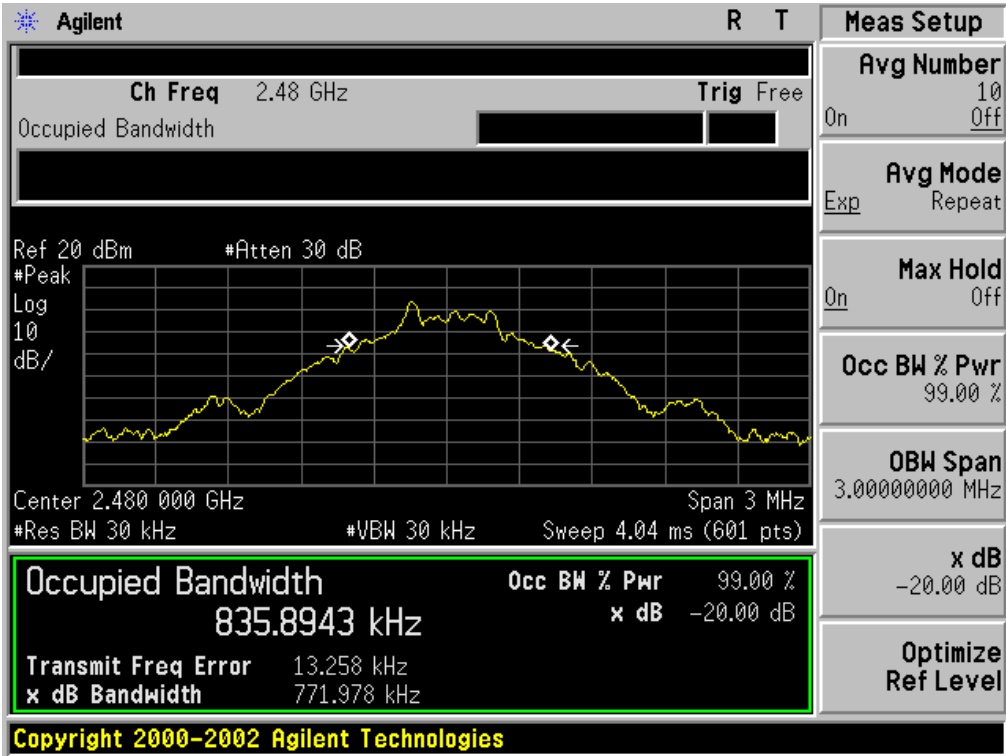 Agilent R T
Ch Freq 2.48 GHz Trig Free
Occupied Bandwidth
Ref 20 dBm #Atten 30 dB
#Peak
Log
10
dB/
Center 2.480 000 GHz Span 3 MHz
#Res BW 30 kHz #VBW 30 kHz Sweep 4.04 ms (601 pts)
Occupied Bandwidth Occ BW % Pwr 99.00 %
835.8943 kHz x dB -20.00 dB
Transmit Freq Error 13.258 kHz
x dB Bandwidth 771.978 kHz
Copyright 2000-2002 Agilent Technologies
Meas Setup
Avg Number
10
On Off
Avg Mode
Exp Repeat
Max Hold
On Off
Occ BW % Pwr
99.00 %
OBW Span
3.00000000 MHz
x dB
-20.00 dB
Optimize
Ref Level